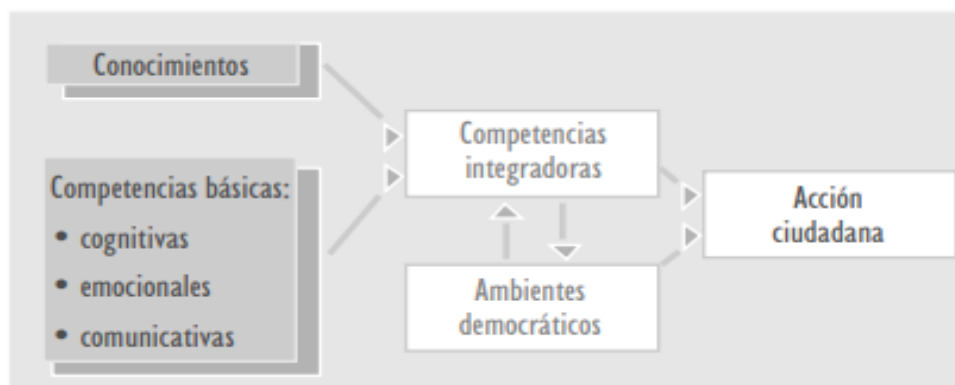 Conocimientos
Competencias básicas:
• cognitivas
• emocionales
• comunicativas
Competencias
integradoras
Ambientes
democráticos
Acción
ciudadana